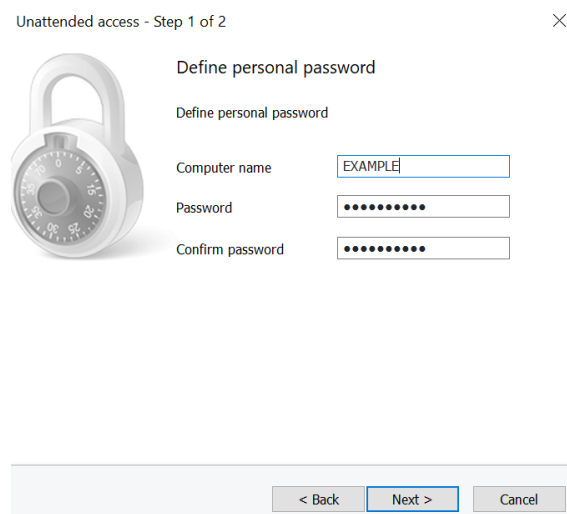 Unattended access - Step 1 of 2
Define personal password
Define personal password
Computer name EXAMPLE
Password ●●●●●●●●●●
Confirm password ●●●●●●●●●●
< Back Next > Cancel